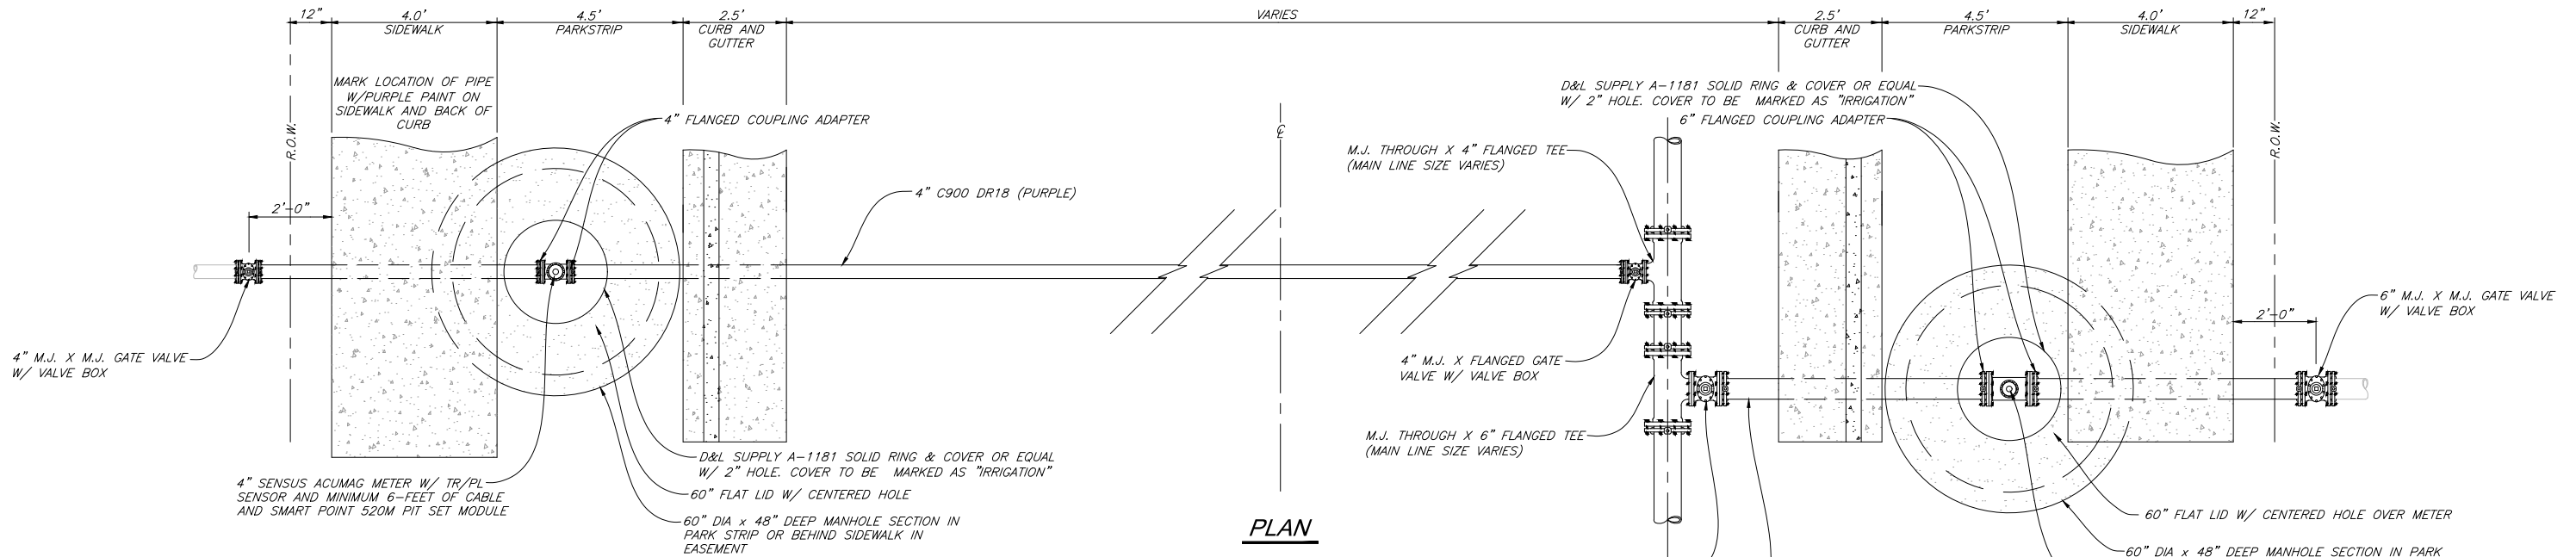 12"
4.0'
SIDEWALK
4.5'
PARKSTRIP
2.5'
CURB AND
GUTTER
VARIES
2.5'
CURB AND
GUTTER
4.5'
PARKSTRIP
4.0'
SIDEWALK
12"
MARK LOCATION OF PIPE
W/PURPLE PAINT ON
SIDEWALK AND BACK OF
CURB
R.O.W.
4" FLANGED COUPLING ADAPTER
2'-0"
4" C900 DR18 (PURPLE)
℄
M.J. THROUGH X 4" FLANGED TEE
(MAIN LINE SIZE VARIES)
D&L SUPPLY A-1181 SOLID RING & COVER OR EQUAL
W/ 2" HOLE. COVER TO BE MARKED AS "IRRIGATION"
6" FLANGED COUPLING ADAPTER
R.O.W.
6" M.J. X M.J. GATE VALVE
W/ VALVE BOX
2'-0"
4" M.J. X M.J. GATE VALVE
W/ VALVE BOX
4" M.J. X FLANGED GATE
VALVE W/ VALVE BOX
M.J. THROUGH X 6" FLANGED TEE
(MAIN LINE SIZE VARIES)
D&L SUPPLY A-1181 SOLID RING & COVER OR EQUAL
W/ 2" HOLE. COVER TO BE MARKED AS "IRRIGATION"
4" SENSUS ACUMAG METER W/ TR/PL
SENSOR AND MINIMUM 6-FEET OF CABLE
AND SMART POINT 520M PIT SET MODULE
60" FLAT LID W/ CENTERED HOLE
60" DIA x 48" DEEP MANHOLE SECTION IN
PARK STRIP OR BEHIND SIDEWALK IN
EASEMENT
PLAN
60" FLAT LID W/ CENTERED HOLE OVER METER
60" DIA x 48" DEEP MANHOLE SECTION IN PARK